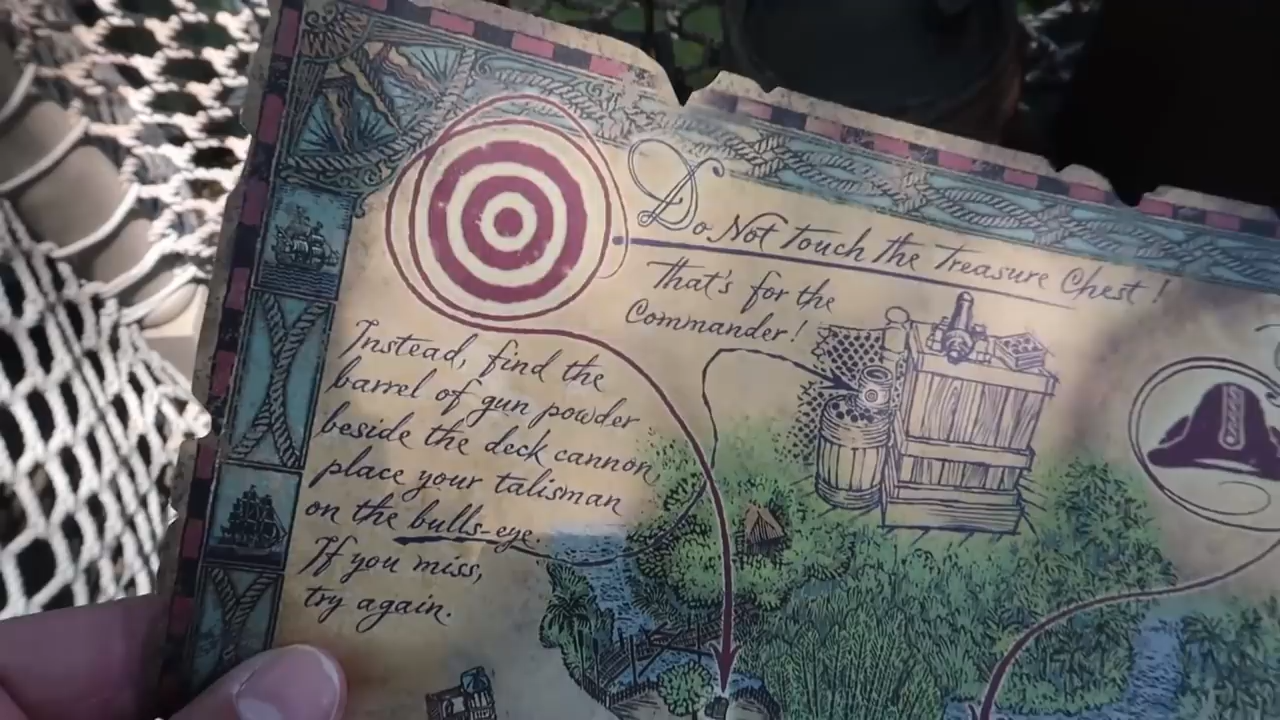 Do Not Touch the Treasure Chest!
That's for the
Commander!
Instead, find the
barrel of gun powder
beside the deck cannon,
place your talisman
on the bulls-eye.
If you miss,
try again.